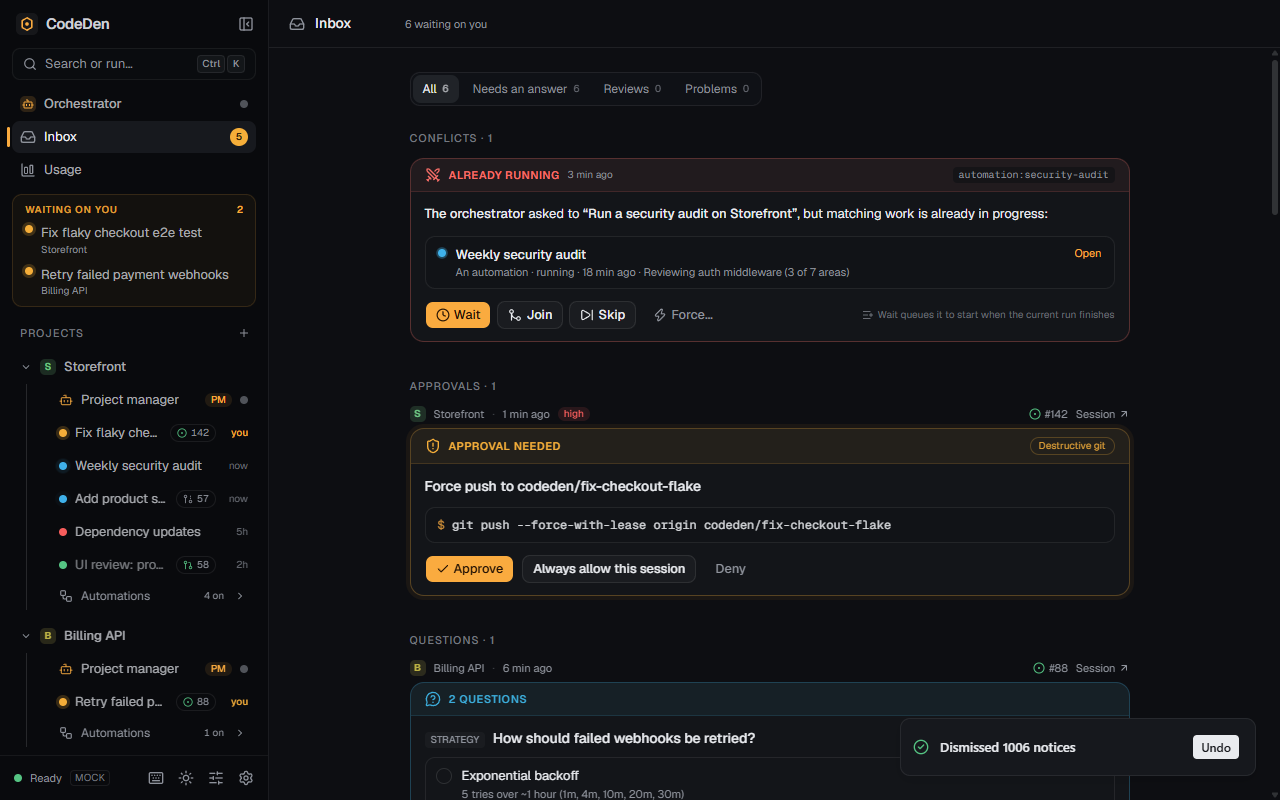 CodeDen
Search or run... Ctrl K
Orchestrator
Inbox 5
Usage
WAITING ON YOU 2
Fix flaky checkout e2e test
Storefront
Retry failed payment webhooks
Billing API
PROJECTS
S Storefront
Project manager PM
Fix flaky che... 142 you
Weekly security audit now
Add product s... 57 now
Dependency updates 5h
UI review: pro... 58 2h
Automations 4 on
B Billing API
Project manager PM
Retry failed p... 88 you
Automations 1 on
Ready MOCK
Inbox 6 waiting on you
All 6 Needs an answer 6 Reviews 0 Problems 0
CONFLICTS · 1
ALREADY RUNNING 3 min ago automation:security-audit
The orchestrator asked to “Run a security audit on Storefront”, but matching work is already in progress:
Weekly security audit Open
An automation · running · 18 min ago · Reviewing auth middleware (3 of 7 areas)
Wait Join Skip Force... Wait queues it to start when the current run finishes
APPROVALS · 1
S Storefront · 1 min ago high #142 Session ↗
APPROVAL NEEDED Destructive git
Force push to codeden/fix-checkout-flake
$ git push --force-with-lease origin codeden/fix-checkout-flake
Approve Always allow this session Deny
QUESTIONS · 1
B Billing API · 6 min ago #88 Session ↗
2 QUESTIONS
STRATEGY How should failed webhooks be retried?
Exponential backoff
5 tries over ~1 hour (1m, 4m, 10m, 20m, 30m)
Dismissed 1006 notices Undo